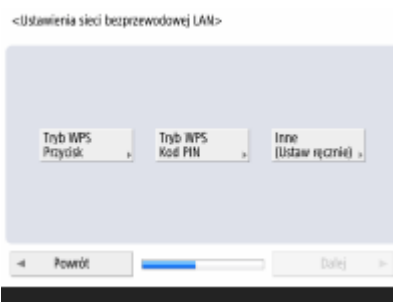 <Ustawienia sieci bezprzewodowej LAN>
Tryb WPS
Przycisk
Tryb WPS
Kod PIN
Inne
(Ustaw ręcznie)
Powrót
Dalej